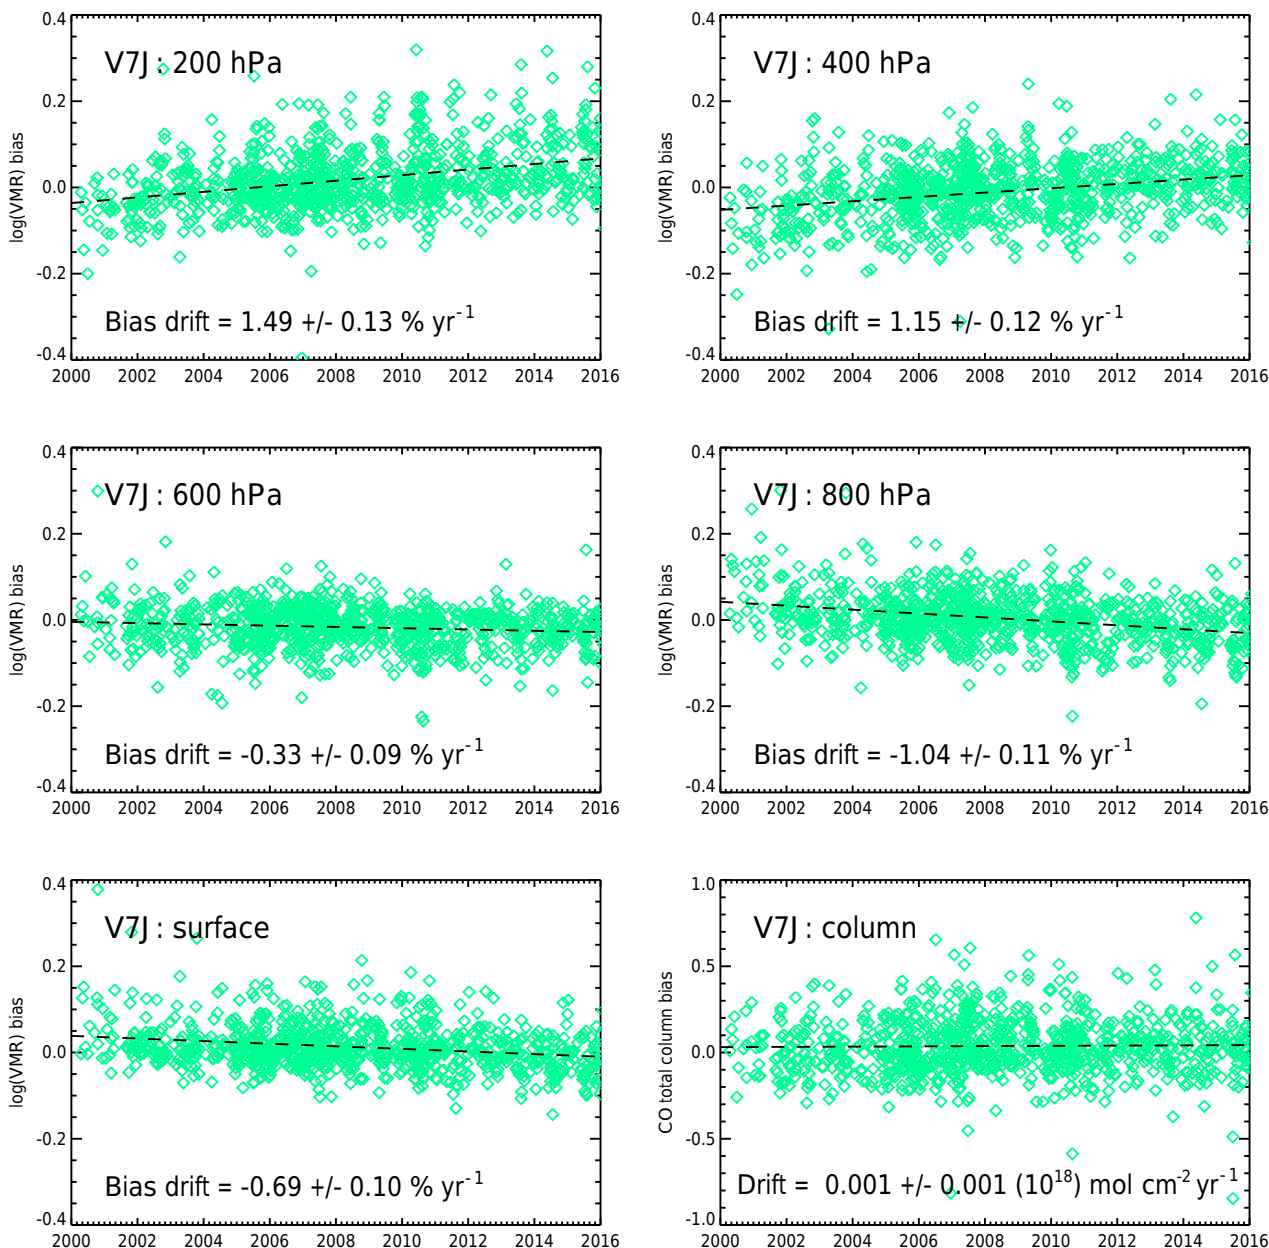 V7J : 200 hPa
log(VMR) bias
0.4
0.2
0.0
-0.2
-0.4
Bias drift = 1.49 +/- 0.13 % yr-1
2000 2002 2004 2006 2008 2010 2012 2014 2016
V7J : 400 hPa
log(VMR) bias
0.4
0.2
0.0
-0.2
-0.4
Bias drift = 1.15 +/- 0.12 % yr-1
2000 2002 2004 2006 2008 2010 2012 2014 2016
V7J : 600 hPa
log(VMR) bias
0.4
0.2
0.0
-0.2
-0.4
Bias drift = -0.33 +/- 0.09 % yr-1
2000 2002 2004 2006 2008 2010 2012 2014 2016
V7J : 800 hPa
log(VMR) bias
0.4
0.2
0.0
-0.2
-0.4
Bias drift = -1.04 +/- 0.11 % yr-1
2000 2002 2004 2006 2008 2010 2012 2014 2016
V7J : surface
log(VMR) bias
0.4
0.2
0.0
-0.2
-0.4
Bias drift = -0.69 +/- 0.10 % yr-1
2000 2002 2004 2006 2008 2010 2012 2014 2016
V7J : column
CO total column bias
1.0
0.5
0.0
-0.5
-1.0
Drift = 0.001 +/- 0.001 (1018) mol cm-2 yr-1
2000 2002 2004 2006 2008 2010 2012 2014 2016